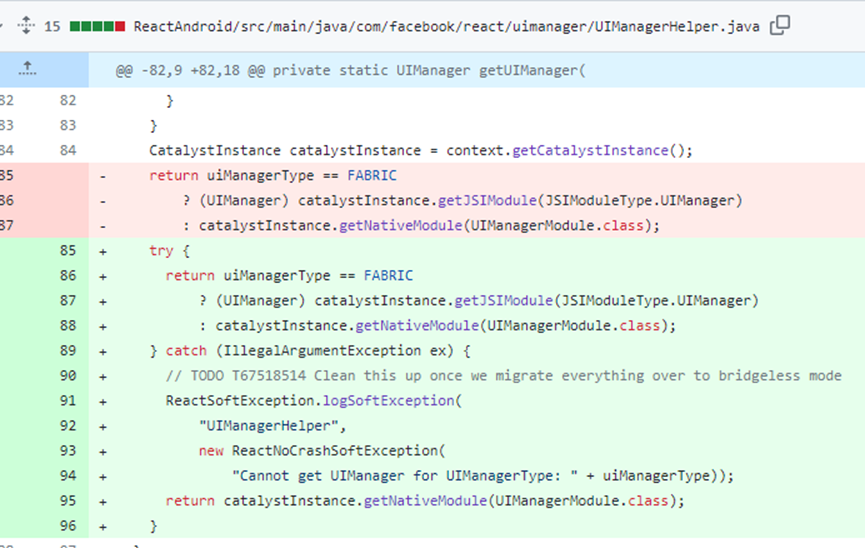 15 ReactAndroid/src/main/java/com/facebook/react/uimanager/UIManagerHelper.java
@@ -82,9 +82,18 @@ private static UIManager getUIManager(
82 82 }
83 83 }
84 84 CatalystInstance catalystInstance = context.getCatalystInstance();
85 - return uiManagerType == FABRIC
86 - ? (UIManager) catalystInstance.getJSIModule(JSIModuleType.UIManager)
87 - : catalystInstance.getNativeModule(UIManagerModule.class);
85 + try {
86 + return uiManagerType == FABRIC
87 + ? (UIManager) catalystInstance.getJSIModule(JSIModuleType.UIManager)
88 + : catalystInstance.getNativeModule(UIManagerModule.class);
89 + } catch (IllegalArgumentException ex) {
90 + // TODO T67518514 Clean this up once we migrate everything over to bridgeless mode
91 + ReactSoftException.logSoftException(
92 + "UIManagerHelper",
93 + new ReactNoCrashSoftException(
94 + "Cannot get UIManager for UIManagerType: " + uiManagerType));
95 + return catalystInstance.getNativeModule(UIManagerModule.class);
96 + }